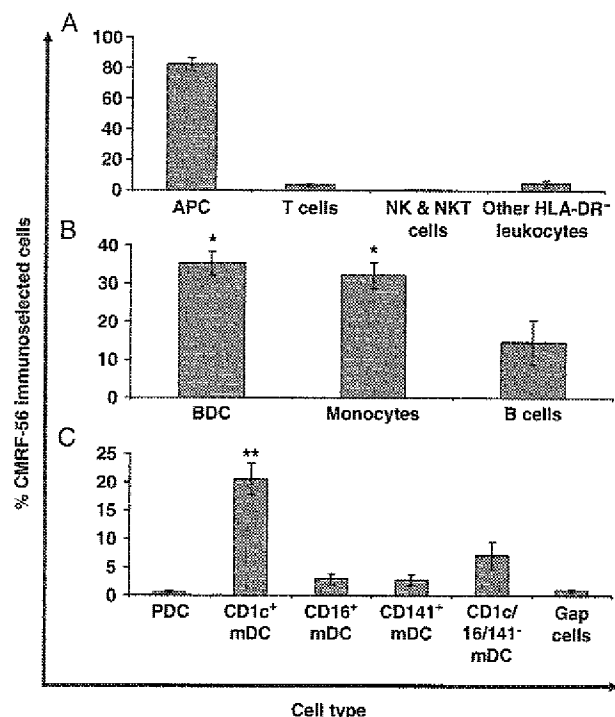 A
100
80
60
40
20
0
APC T cells NK & NKT cells Other HLA-DR⁻ leukocytes
B
40
30
20
10
0
* *
BDC Monocytes B cells
C
25
20
15
10
5
0
**
PDC CD1c⁺ mDC CD16⁺ mDC CD141⁺ mDC CD1c/16/141⁻ mDC Gap cells
% CMRF-56 immunoselected cells
Cell type